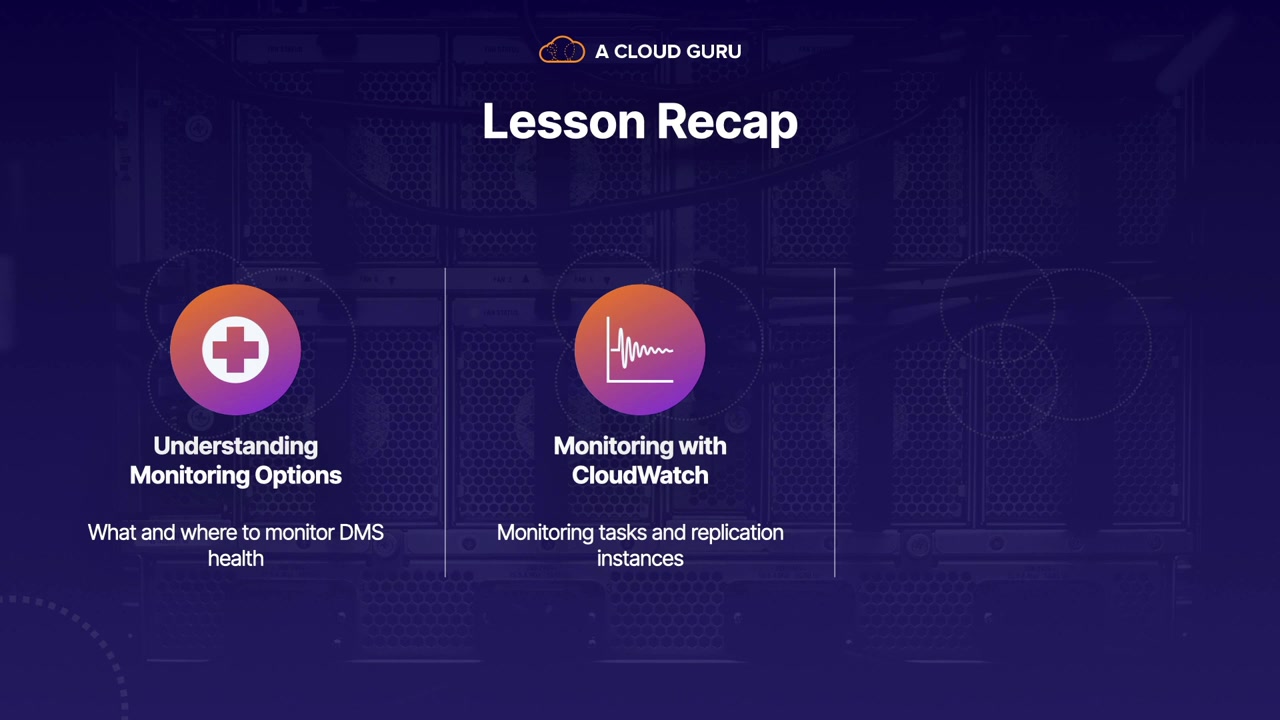 A CLOUD GURU
Lesson Recap
Understanding
Monitoring Options
What and where to monitor DMS
health
Monitoring with
CloudWatch
Monitoring tasks and replication
instances